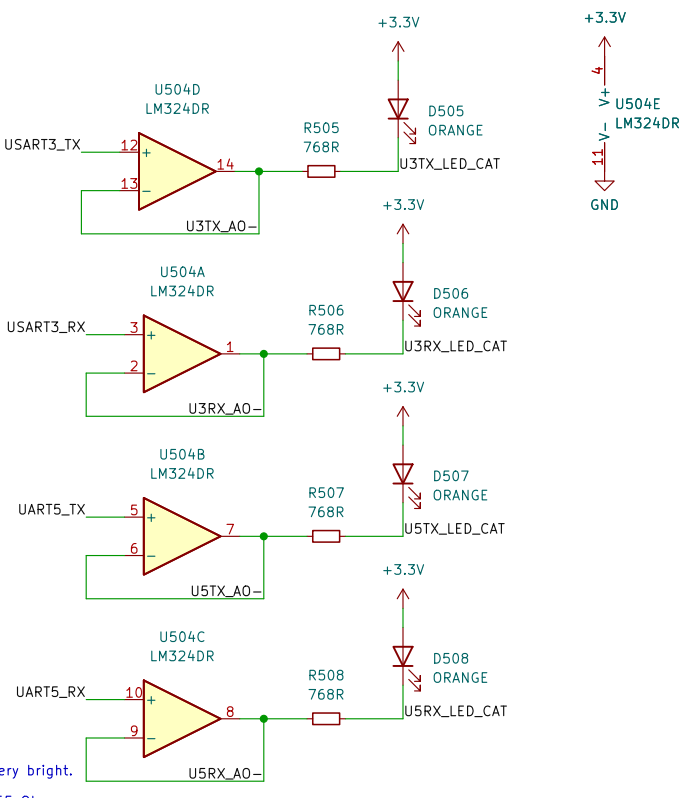 +3.3V
+3.3V
U504D
LM324DR
4
V+
U504E
LM324DR
V-
11
GND
D505
ORANGE
R505
768R
USART3_TX
12
+
13
-
14
U3TX_LED_CAT
U3TX_AO-
+3.3V
U504A
LM324DR
D506
ORANGE
R506
768R
USART3_RX
3
+
2
-
1
U3RX_LED_CAT
U3RX_AO-
+3.3V
U504B
LM324DR
D507
ORANGE
R507
768R
UART5_TX
5
+
6
-
7
U5TX_LED_CAT
U5TX_AO-
+3.3V
U504C
LM324DR
D508
ORANGE
R508
768R
UART5_RX
10
+
9
-
8
U5RX_LED_CAT
U5RX_AO-
ery bright.